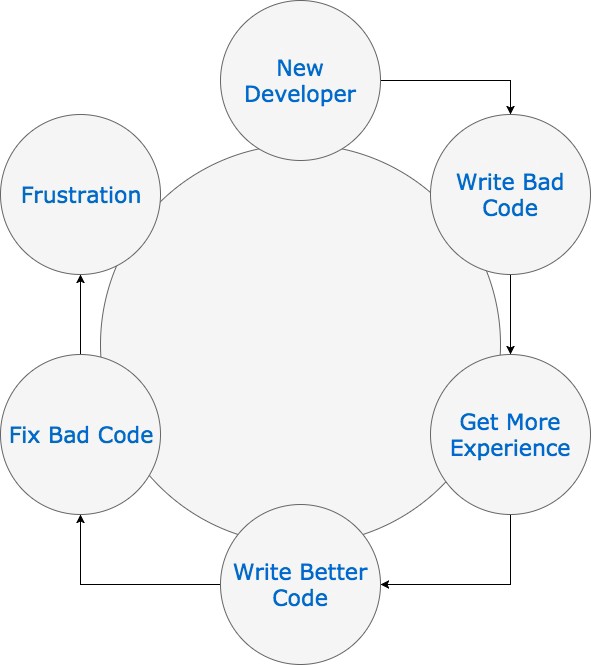 New
Developer
Write Bad
Code
Get More
Experience
Write Better
Code
Fix Bad Code
Frustration